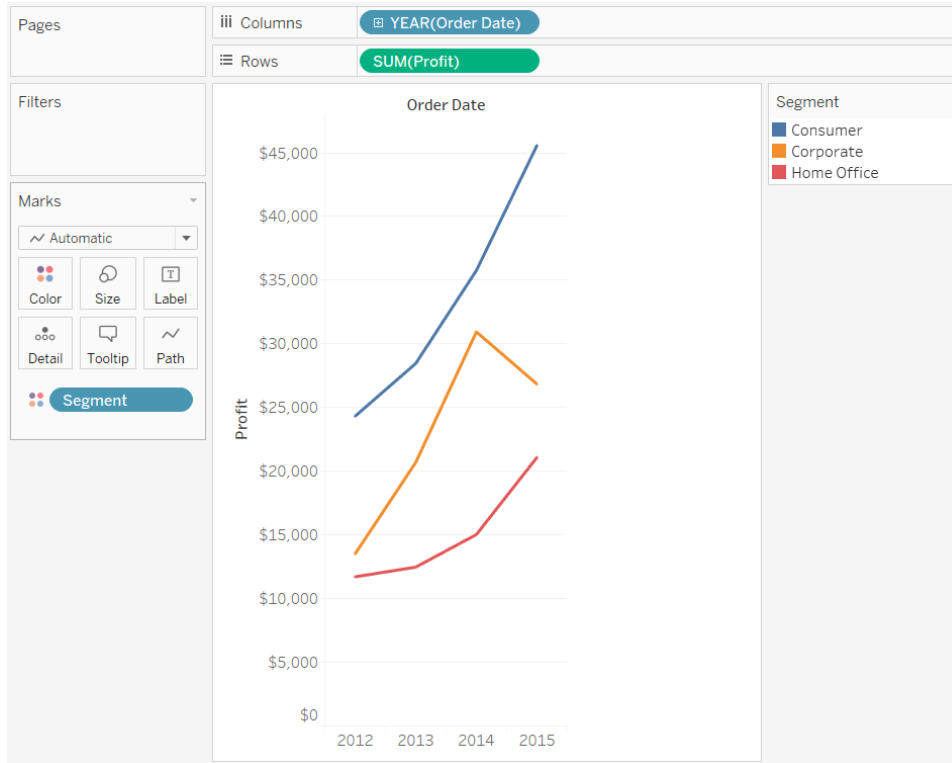 Pages
Columns
YEAR(Order Date)
Rows
SUM(Profit)
Filters
Marks
Automatic
Color
Size
Label
Detail
Tooltip
Path
Segment
Order Date
Profit
$45,000
$40,000
$35,000
$30,000
$25,000
$20,000
$15,000
$10,000
$5,000
$0
2012 2013 2014 2015
Segment
Consumer
Corporate
Home Office